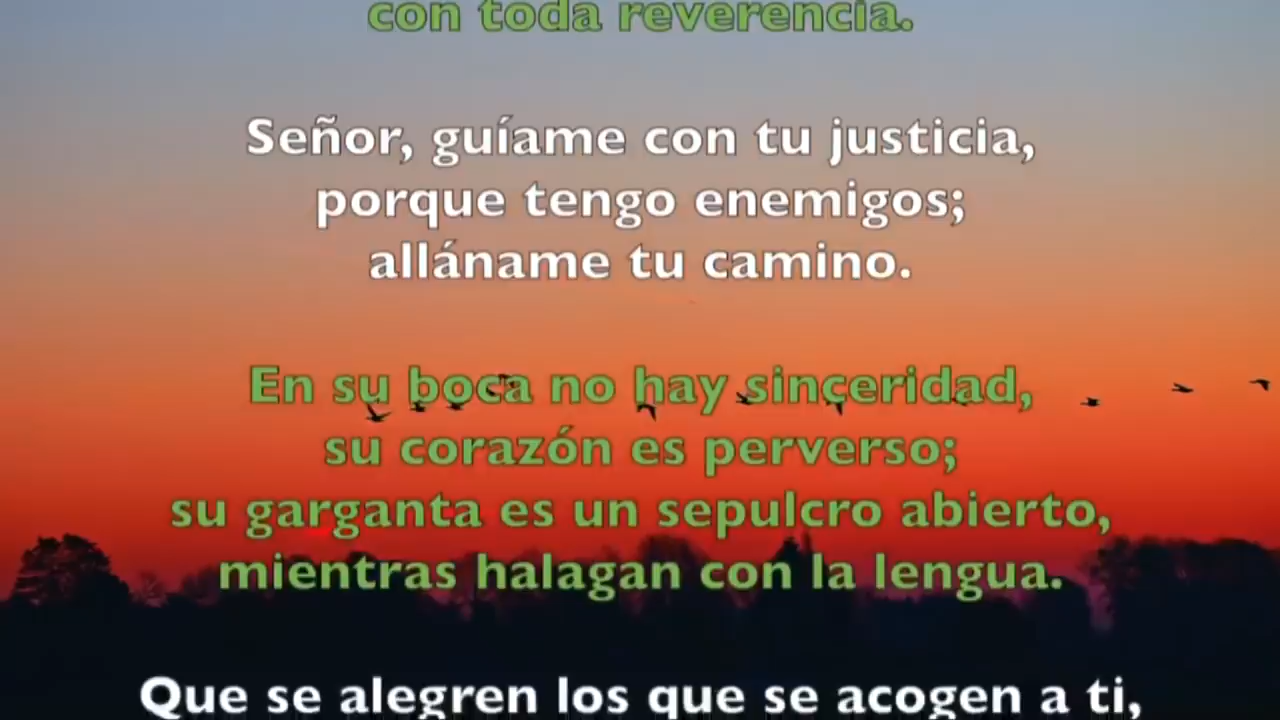 con toda reverencia.
Señor, guíame con tu justicia,
porque tengo enemigos;
alláname tu camino.
En su boca no hay sinceridad,
su corazón es perverso;
su garganta es un sepulcro abierto,
mientras halagan con la lengua.
Que se alegren los que se acogen a ti,